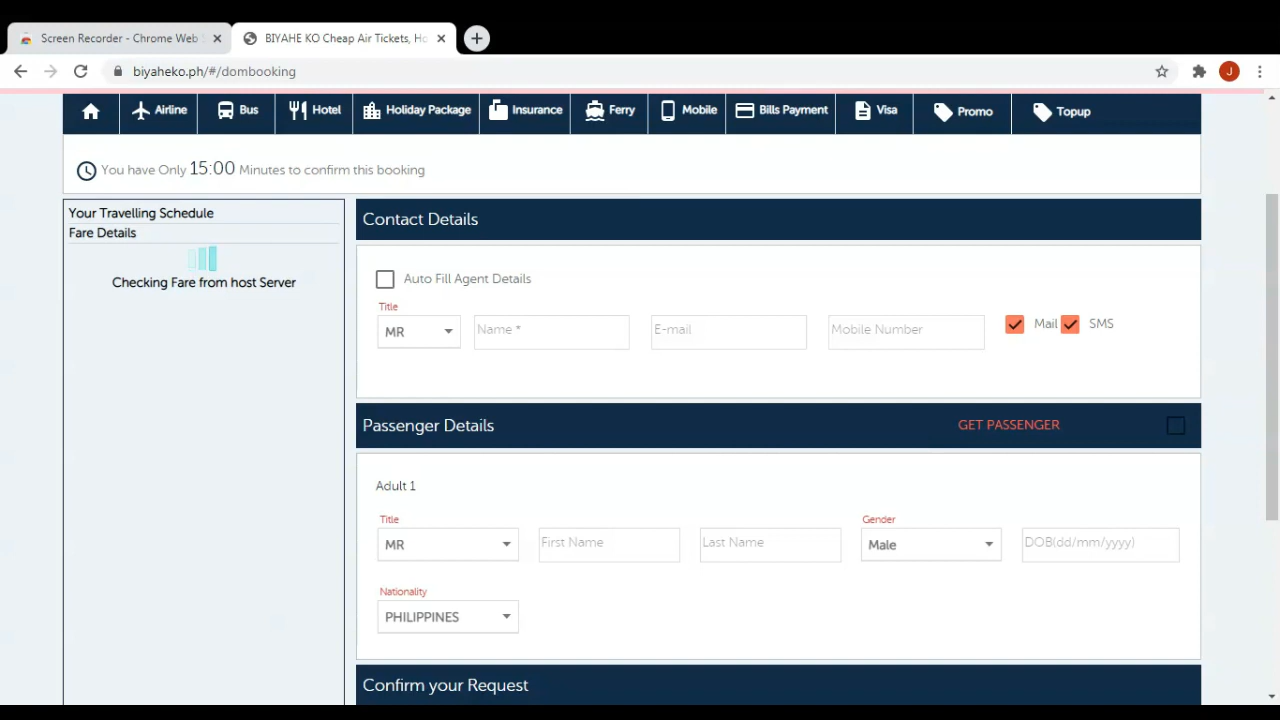 Screen Recorder - Chrome Web
BIYAHE KO Cheap Air Tickets, Ho
biyaheko.ph/#/dombooking
J
Airline
Bus
Hotel
Holiday Package
Insurance
Ferry
Mobile
Bills Payment
Visa
Promo
Topup
You have Only 15:00 Minutes to confirm this booking
Your Travelling Schedule
Fare Details
Checking Fare from host Server
Contact Details
Auto Fill Agent Details
Title
MR
Name *
E-mail
Mobile Number
Mail
SMS
Passenger Details
GET PASSENGER
Adult 1
Title
Gender
MR
First Name
Last Name
Male
DOB(dd/mm/yyyy)
Nationality
PHILIPPINES
Confirm your Request